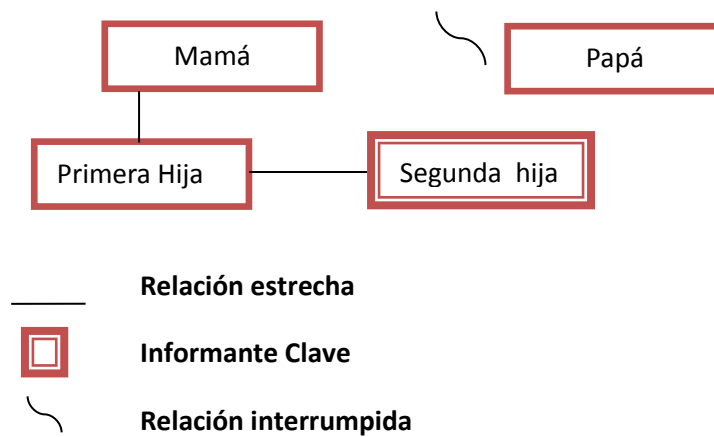 Mamá
Papá
Primera Hija
Segunda hija
Relación estrecha
Informante Clave
Relación interrumpida